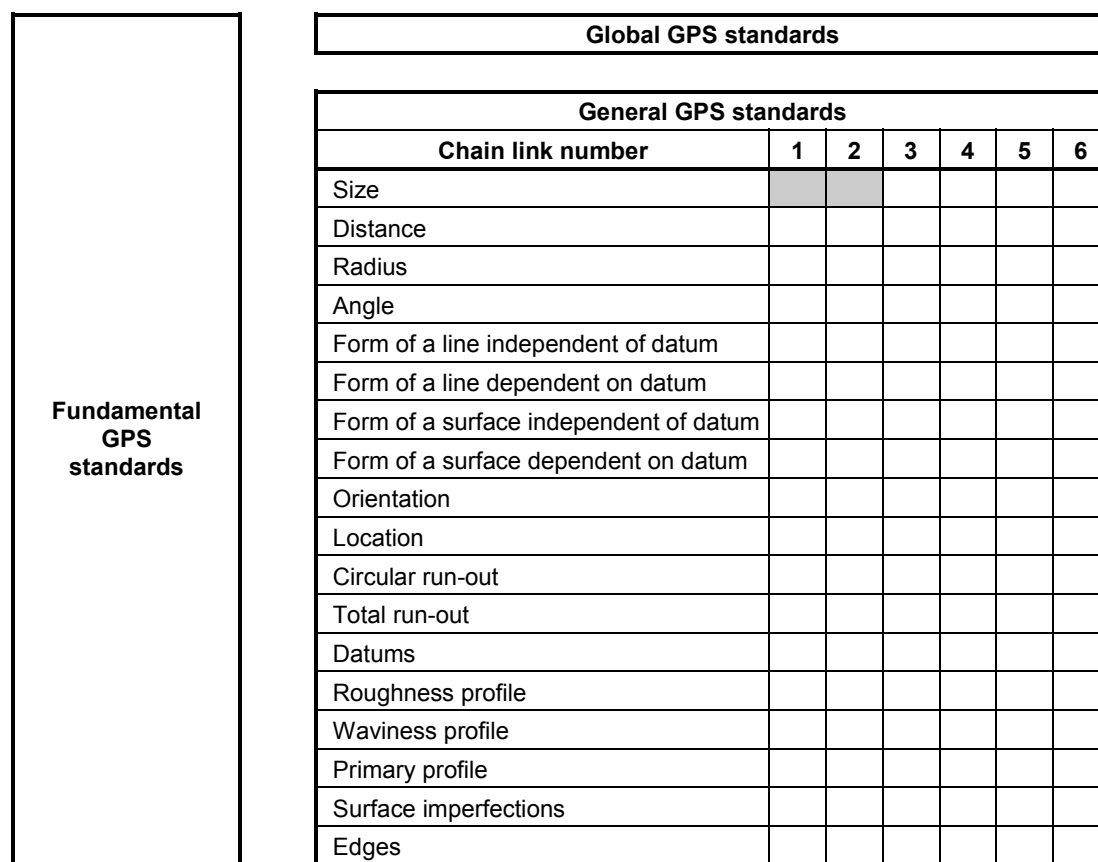 Global GPS standards
General GPS standards
Chain link number 1 2 3 4 5 6
Size
Distance
Radius
Angle
Form of a line independent of datum
Form of a line dependent on datum
Form of a surface independent of datum
Form of a surface dependent on datum
Orientation
Location
Circular run-out
Total run-out
Datums
Roughness profile
Waviness profile
Primary profile
Surface imperfections
Edges
Fundamental
GPS
standards